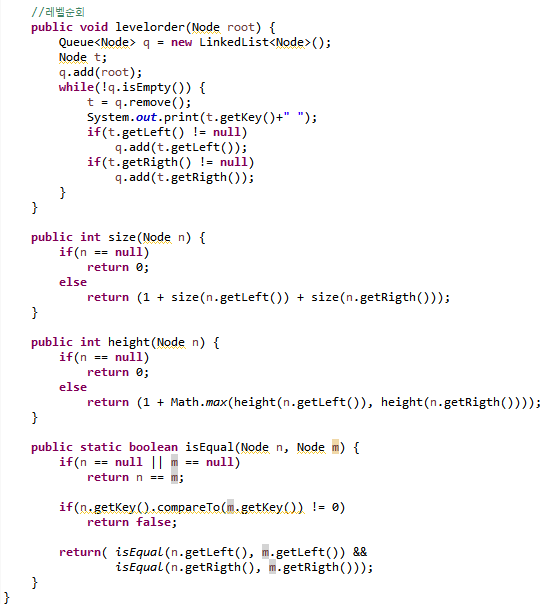 //레벨순회
public void levelorder(Node root) {
Queue<Node> q = new LinkedList<Node>();
Node t;
q.add(root);
while(!q.isEmpty()) {
t = q.remove();
System.out.print(t.getKey()+" ");
if(t.getLeft() != null)
q.add(t.getLeft());
if(t.getRigth() != null)
q.add(t.getRigth());
}
}
public int size(Node n) {
if(n == null)
return 0;
else
return (1 + size(n.getLeft()) + size(n.getRigth()));
}
public int height(Node n) {
if(n == null)
return 0;
else
return (1 + Math.max(height(n.getLeft()), height(n.getRigth())));
}
public static boolean isEqual(Node n, Node m) {
if(n == null || m == null)
return n == m;
if(n.getKey().compareTo(m.getKey()) != 0)
return false;
return( isEqual(n.getLeft(), m.getLeft()) &&
isEqual(n.getRigth(), m.getRigth()));
}
}